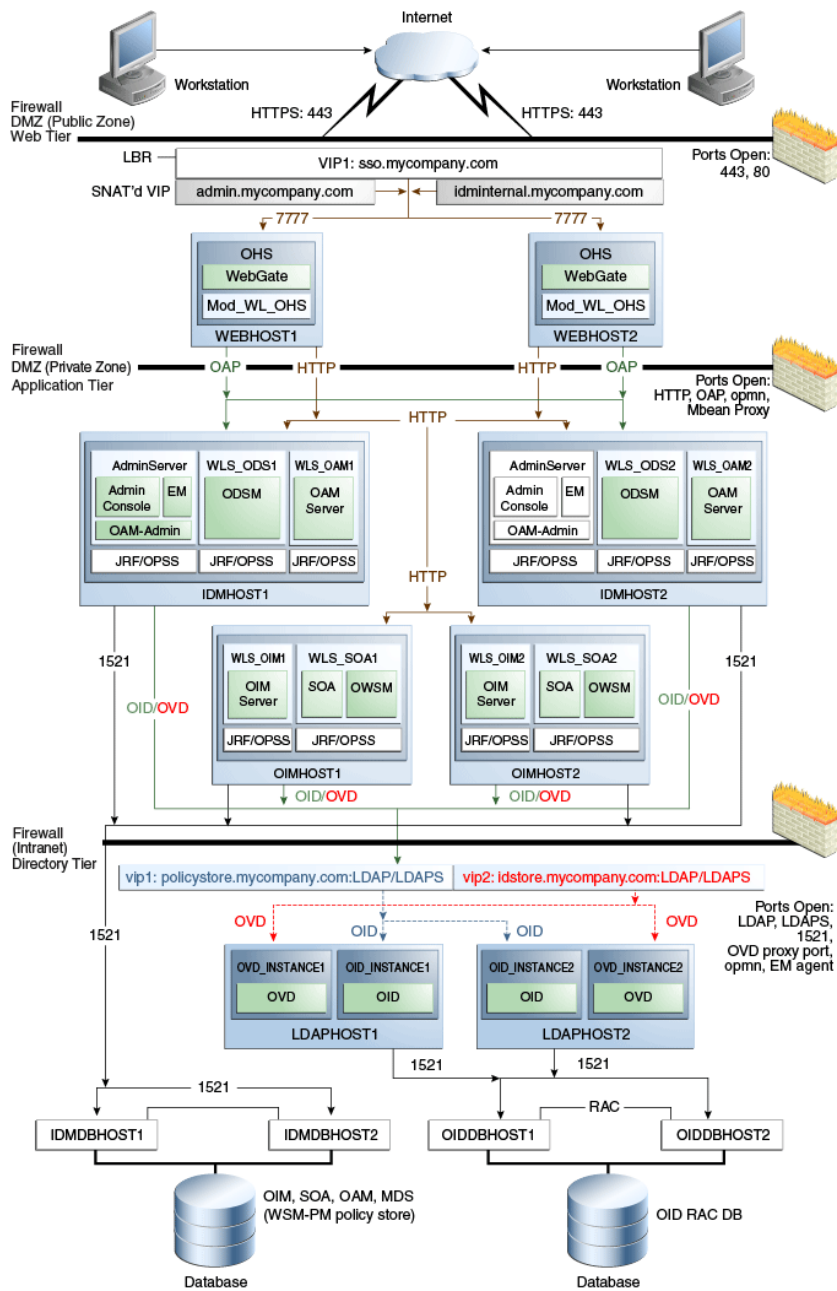 Internet
Workstation
Workstation
Firewall
DMZ (Public Zone)
Web Tier
HTTPS: 443
HTTPS: 443
Ports Open:
443, 80
LBR
VIP1: sso.mycompany.com
SNAT'd VIP
admin.mycompany.com
idminternal.mycompany.com
7777
7777
OHS
WebGate
Mod_WL_OHS
WEBHOST1
OHS
WebGate
Mod_WL_OHS
WEBHOST2
Firewall
DMZ (Private Zone)
Application Tier
OAP
HTTP
HTTP
OAP
Ports Open:
HTTP, OAP, opmn,
Mbean Proxy
HTTP
AdminServer
Admin
Console
EM
OAM-Admin
JRF/OPSS
WLS_ODS1
ODSM
JRF/OPSS
WLS_OAM1
OAM
Server
JRF/OPSS
IDMHOST1
AdminServer
Admin
Console
EM
OAM-Admin
JRF/OPSS
WLS_ODS2
ODSM
JRF/OPSS
WLS_OAM2
OAM
Server
JRF/OPSS
IDMHOST2
HTTP
1521
1521
OID/OVD
OID/OVD
WLS_OIM1
OIM
Server
JRF/OPSS
WLS_SOA1
SOA
OWSM
JRF/OPSS
OIMHOST1
WLS_OIM2
OIM
Server
JRF/OPSS
WLS_SOA2
SOA
OWSM
JRF/OPSS
OIMHOST2
OID/OVD
OID/OVD
Firewall
(Intranet)
Directory Tier
vip1: policystore.mycompany.com:LDAP/LDAPS
vip2: idstore.mycompany.com:LDAP/LDAPS
Ports Open:
LDAP, LDAPS,
1521,
OVD proxy port,
opmn, EM agent
1521
OVD
OID
OID
OVD
OVD_INSTANCE1
OVD
OID_INSTANCE1
OID
LDAPHOST1
OID_INSTANCE2
OID
OVD_INSTANCE2
OVD
LDAPHOST2
1521
1521
1521
RAC
IDMDBHOST1
IDMDBHOST2
OIDDBHOST1
OIDDBHOST2
OIM, SOA, OAM, MDS
(WSM-PM policy store)
Database
OID RAC DB
Database